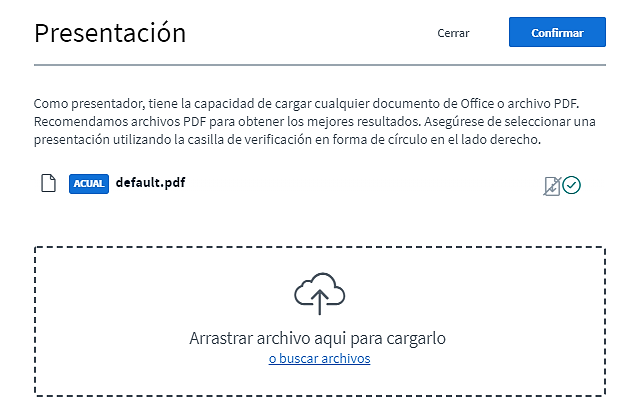 Presentación
Cerrar
Confirmar
Como presentador, tiene la capacidad de cargar cualquier documento de Office o archivo PDF.
Recomendamos archivos PDF para obtener los mejores resultados. Asegúrese de seleccionar una
presentación utilizando la casilla de verificación en forma de círculo en el lado derecho.
ACUAL default.pdf
Arrastrar archivo aqui para cargarlo
o buscar archivos